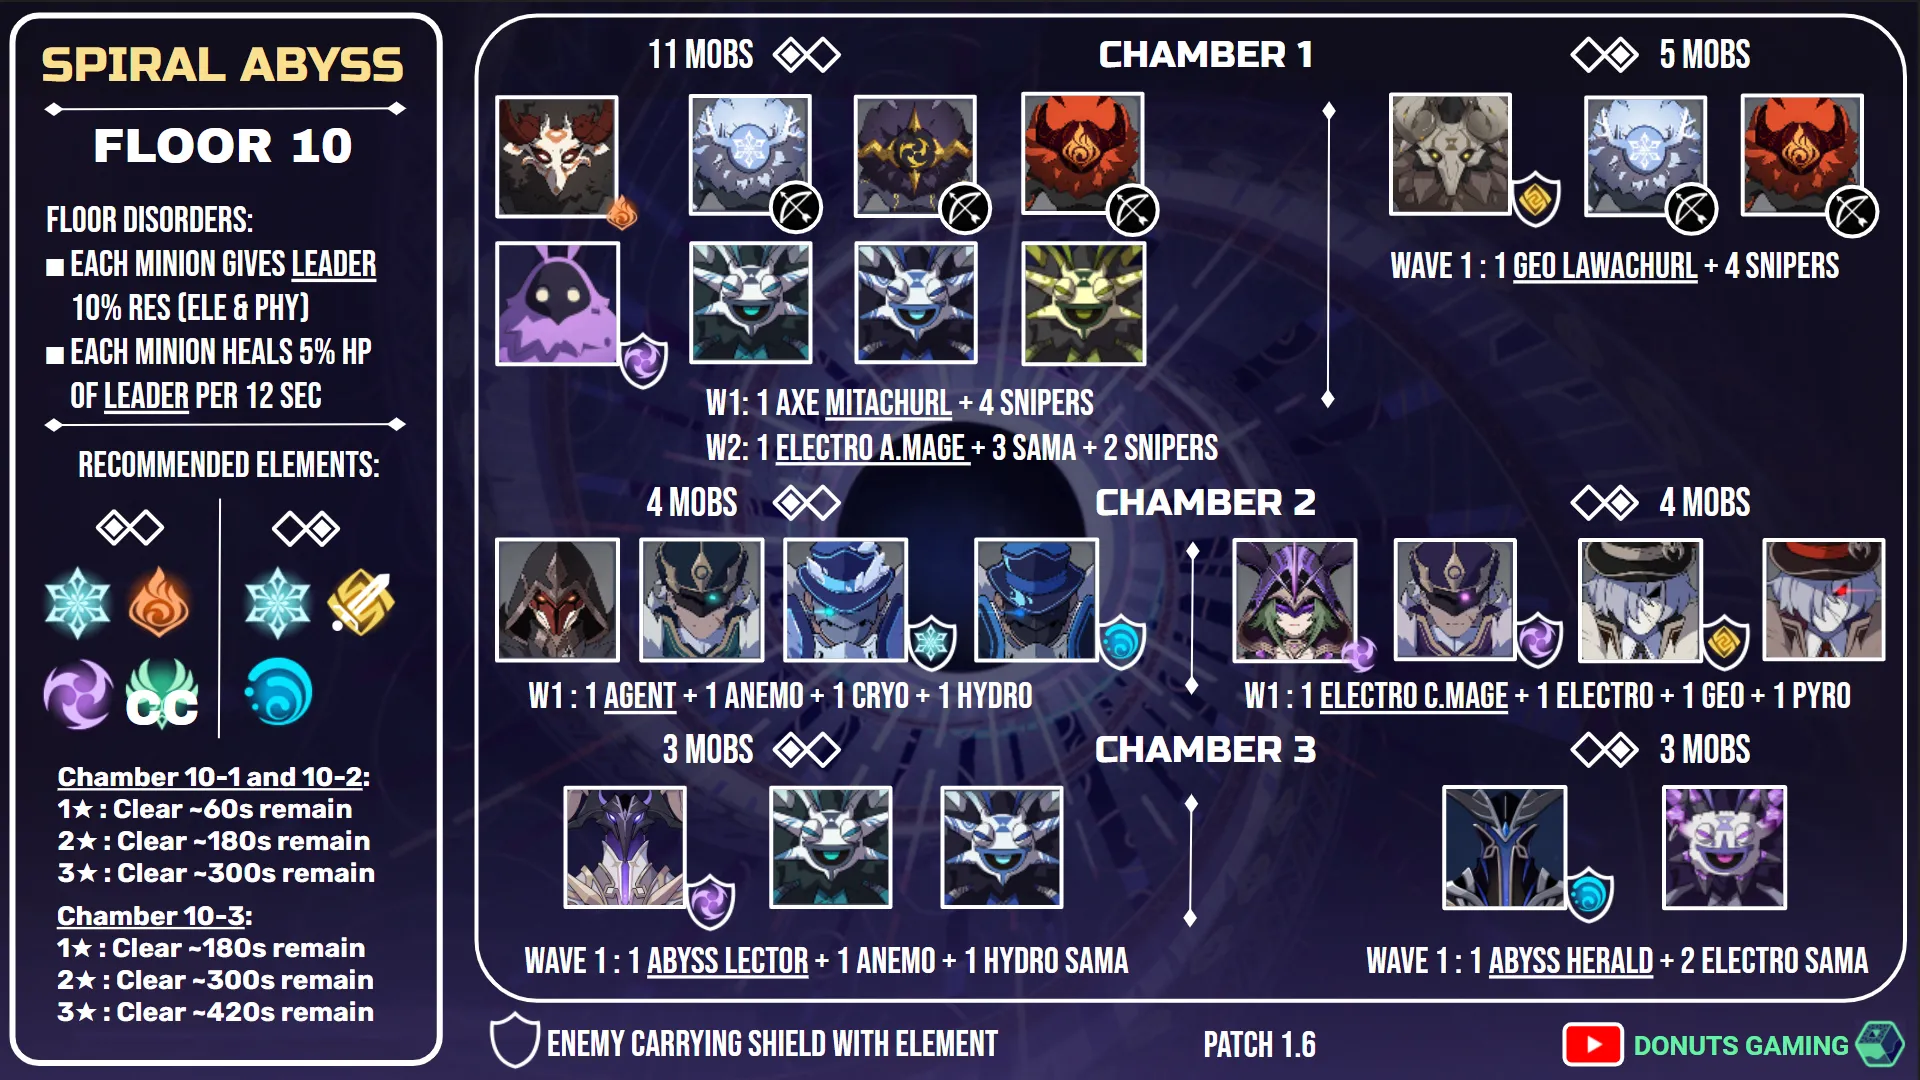 SPIRAL ABYSS
FLOOR 10
FLOOR DISORDERS:
■ EACH MINION GIVES LEADER
10% RES (ELE & PHY)
■ EACH MINION HEALS 5% HP
OF LEADER PER 12 SEC
RECOMMENDED ELEMENTS:
CC
Chamber 10-1 and 10-2:
1★ : Clear ~60s remain
2★ : Clear ~180s remain
3★ : Clear ~300s remain
Chamber 10-3:
1★ : Clear ~180s remain
2★ : Clear ~300s remain
3★ : Clear ~420s remain
11 MOBS
CHAMBER 1
5 MOBS
WAVE 1 : 1 GEO LAWACHURL + 4 SNIPERS
W1: 1 AXE MITACHURL + 4 SNIPERS
W2: 1 ELECTRO A.MAGE + 3 SAMA + 2 SNIPERS
4 MOBS
CHAMBER 2
4 MOBS
W1 : 1 AGENT + 1 ANEMO + 1 CRYO + 1 HYDRO
W1 : 1 ELECTRO C.MAGE + 1 ELECTRO + 1 GEO + 1 PYRO
3 MOBS
CHAMBER 3
3 MOBS
WAVE 1 : 1 ABYSS LECTOR + 1 ANEMO + 1 HYDRO SAMA
WAVE 1 : 1 ABYSS HERALD + 2 ELECTRO SAMA
ENEMY CARRYING SHIELD WITH ELEMENT
PATCH 1.6
DONUTS GAMING